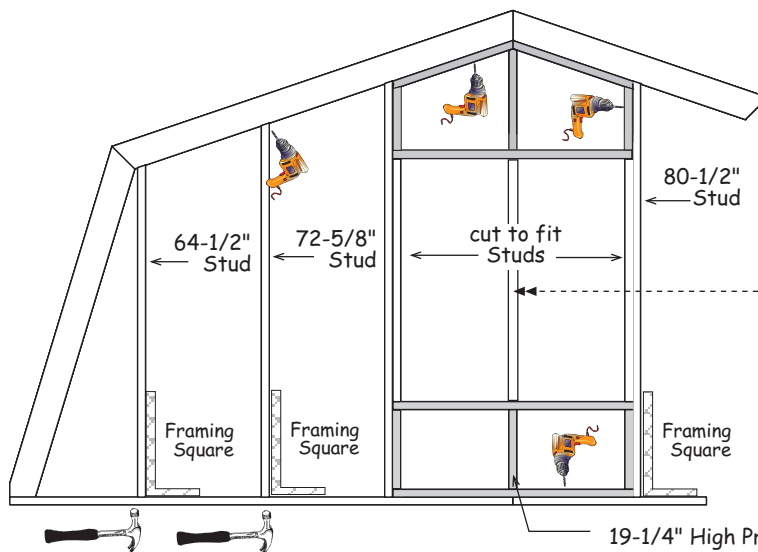 80-1/2"
Stud
64-1/2"
Stud
72-5/8"
Stud
cut to fit
Studs
Framing
Square
Framing
Square
Framing
Square
19-1/4" High Pr